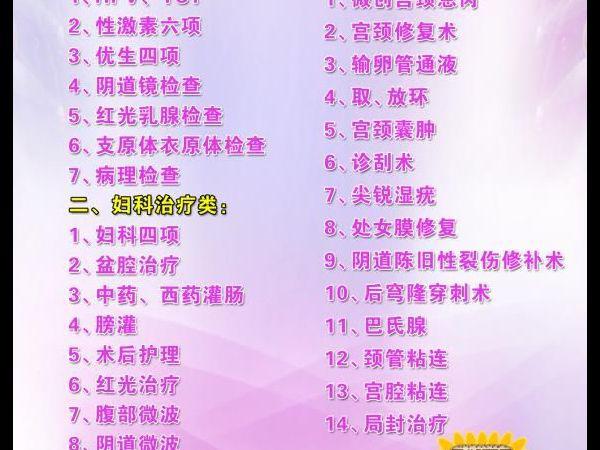 2、性激素六项
3、优生四项
4、阴道镜检查
5、红光乳腺检查
6、支原体衣原体检查
7、病理检查
二、妇科治疗类:
1、妇科四项
2、盆腔治疗
3、中药、西药灌肠
4、膀灌
5、术后护理
6、红光治疗
7、腹部微波
8、阴道微波
1、微创宫颈息肉
2、宫颈修复术
3、输卵管通液
4、取、放环
5、宫颈囊肿
6、诊刮术
7、尖锐湿疣
8、处女膜修复
9、阴道陈旧性裂伤修补术
10、后穹隆穿刺术
11、巴氏腺
12、颈管粘连
13、宫腔粘连
14、局封治疗